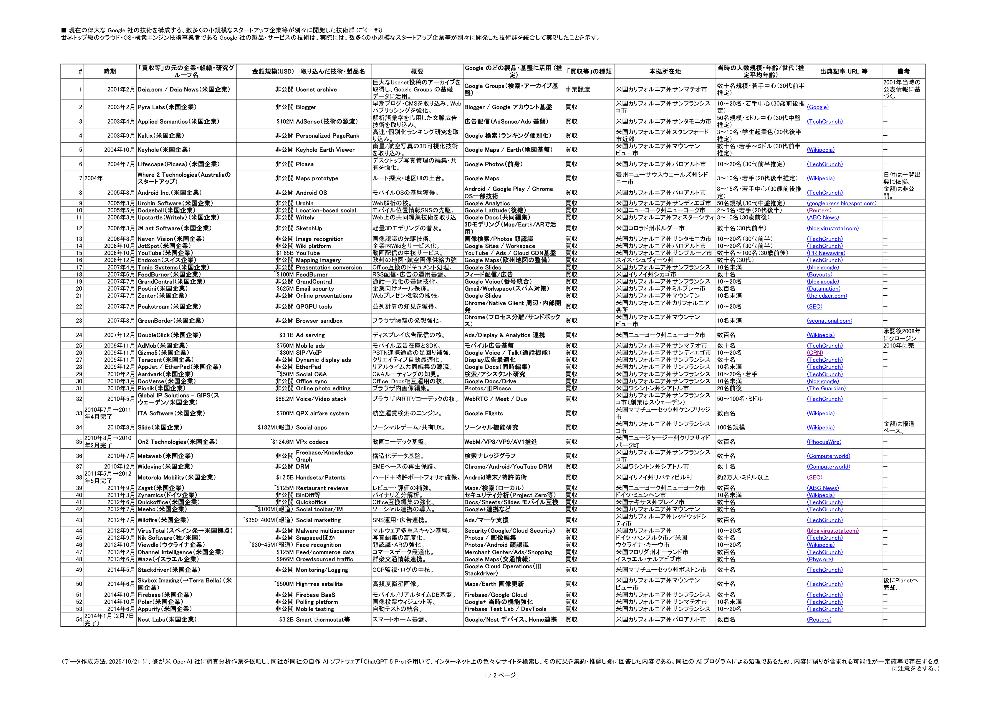 ■ 現在の偉大な Google 社の技術を構成する、数多くの小規模なスタートアップ企業等が別々に開発した技術群（ごく一部）
世界トップ級のクラウド・OS・検索エンジン技術事業者である Google 社の製品・サービスの技術は、実際には、数多くの小規模なスタートアップ企業等が別々に開発した技術群を統合して実現したことを示す。
# 時期 「買収等」の元の企業・組織・研究グループ名 金額規模(USD) 取り込んだ技術・製品名 概要 Google のどの製品・基盤に活用（推定） 「買収等」の種類 本拠所在地 当時の人数規模・年齢/世代（推定平均年齢） 出典記事 URL 等 備考
1 2001年2月 Deja.com / Deja News（米国企業） 非公開 Usenet archive 巨大なUsenet投稿のアーカイブを取得し、Google Groups の基礎データに活用。 Google Groups（検索・アーカイブ基盤） 事業譲渡 米国カリフォルニア州サンマテオ市 数十名規模・若手中心（30代前半推定） 2001年当時の公表情報に基づく。
2 2003年2月 Pyra Labs（米国企業） 非公開 Blogger 早期ブログ・CMSを取り込み、Webパブリッシングを強化。 Blogger / Google アカウント基盤 買収 米国カリフォルニア州サンフランシスコ市 10～20名・若手中心（30歳前後推定） (Google) —
3 2003年4月 Applied Semantics（米国企業） $102M AdSense（技術の源流） 解析語彙学を応用した文脈広告技術を取り込み。 広告配信（AdSense/Ads 基盤） 買収 米国カリフォルニア州サンタモニカ市 50名規模・ミドル中心（30代中盤推定） (TechCrunch) —
4 2003年9月 Kaltix（米国企業） 非公開 Personalized PageRank 高速・個別化ランキング研究を取り込み。 Google 検索（ランキング個別化） 買収 米国カリフォルニア州スタンフォード市近郊 3～10名・学生起業色（20代後半推定） —
5 2004年10月 Keyhole（米国企業） 非公開 Keyhole Earth Viewer 衛星/航空写真の3D可視化技術を取り込み。 Google Maps / Earth（地図基盤） 買収 米国カリフォルニア州マウンテンビュー市 数十名・若手～ミドル（30代前半推定） (Wikipedia) —
6 2004年7月 Lifescape（Picasa）（米国企業） 非公開 Picasa デスクトップ写真管理の編集・共有を強化。 Google Photos（前身） 買収 米国カリフォルニア州パロアルト市 10～20名（30代前半推定） (TechCrunch) —
7 2004年 Where 2 Technologies（Australiaのスタートアップ） 非公開 Maps prototype ルート探索・地図UIの土台。 Google Maps 買収 豪州ニューサウスウェールズ州シドニー市 3～10名・若手（20代後半推定） (Wikipedia) 日付は一覧出典に依拠。
8 2005年8月 Android Inc.（米国企業） 非公開 Android OS モバイルOSの基盤獲得。 Android / Google Play / Chrome OS一部技術 買収 米国カリフォルニア州パロアルト市 8～15名・若手中心（30歳前後推定） (TechCrunch) 金額は非公開。
9 2005年3月 Urchin Software（米国企業） 非公開 Urchin Web解析の核。 Google Analytics 買収 米国カリフォルニア州サンディエゴ市 50名規模（30代中盤推定） (googlepress.blogspot.com) —
10 2005年5月 Dodgeball（米国企業） 非公開 Location-based social モバイル位置情報SNSの先駆。 Google Latitude（後継） 買収 米国ニューヨーク州ニューヨーク市 2～5名・若手（20代後半） (Reuters) —
11 2006年3月 Upstartle（Writely）（米国企業） 非公開 Writely Web上の共同編集技術を取り込 Google Docs（共同編集） 買収 米国カリフォルニア州フォスターシティ 3～10名（30歳前後） (ABC News) —
12 2006年3月 @Last Software（米国企業） 非公開 SketchUp 軽量3Dモデリングの普及。 3Dモデリング（Map/Earth/ARで活用） 買収 米国コロラド州ボルダー市 数十名（30代前半） (blog.virustotal.com) —
13 2006年8月 Neven Vision（米国企業） 非公開 Image recognition 画像認識の先駆技術。 画像検索/Photos 顔認識 買収 米国カリフォルニア州サンタモニカ市 10～20名（30代前半） (TechCrunch) —
14 2006年10月 JotSpot（米国企業） 非公開 Wiki platform 企業内Wikiをサービス化。 Google Sites / Workspace 買収 米国カリフォルニア州パロアルト市 10～20名（30代前半） (TechCrunch) —
15 2006年10月 YouTube（米国企業） $1.65B YouTube 動画配信の中核サービス。 YouTube / Ads / Cloud CDN基盤 買収 米国カリフォルニア州サンブルーノ市 数十名～100名（30歳前後） (PR Newswire) —
16 2006年12月 Endoxon（スイス企業） 非公開 Mapping imagery 欧州の地図・航空画像供給力強 Google Maps（欧州地図の整備） 買収 スイス・シュヴィーツ州 数十名（30代） (TechCrunch) —
17 2007年4月 Tonic Systems（米国企業） 非公開 Presentation conversion Office互換のドキュメント処理。 Google Slides 買収 米国カリフォルニア州サンフランシス 10名未満 (blog.google) —
18 2007年6月 FeedBurner（米国企業） ~$100M FeedBurner RSS配信・広告の運用基盤。 フィード配信/広告 買収 米国イリノイ州シカゴ市 数十名 (Buyouts) —
19 2007年7月 GrandCentral（米国企業） 非公開 GrandCentral 通話一元化の基盤技術。 Google Voice（番号統合） 買収 米国カリフォルニア州サンフランシス 10～20名 (blog.google) —
20 2007年7月 Postini（米国企業） $625M Email security 企業向けメール保護。 Gmail/Workspace（スパム対策） 買収 米国カリフォルニア州ミルブレー市 数百名 (Datamation) —
21 2007年7月 Zenter（米国企業） 非公開 Online presentations Webプレゼン機能の拡張。 Google Slides 買収 米国カリフォルニア州マウンテン 10名未満 (theledger.com) —
22 2007年7月 Peakstream（米国企業） 非公開 GPGPU tools 並列計算の知見を獲得。 Chrome/Native Client 周辺・内部開発 買収 米国カリフォルニア州カリフォルニア各所 10～20名 (SEC) —
23 2007年8月 GreenBorder（米国企業） 非公開 Browser sandbox ブラウザ隔離の発想強化。 Chrome（プロセス分離/サンドボックス） 買収 米国カリフォルニア州マウンテンビュー市 10名未満 (seonational.com) —
24 2007年12月 DoubleClick（米国企業） $3.1B Ad serving ディスプレイ広告配信の核。 Ads/Display & Analytics 連携 買収 米国ニューヨーク州ニューヨーク市 数百名 (Wikipedia) 承認後2008年にクロージン
25 2009年11月 AdMob（米国企業） $750M Mobile ads モバイル広告在庫とSDK。 モバイル広告基盤 買収 米国カリフォルニア州サンマテオ市 数十名 (TechCrunch) 2010年に完
26 2009年11月 Gizmo5（米国企業） ~$30M SIP/VoIP PSTN連携通話の足回り補強。 Google Voice / Talk（通話機能） 買収 米国カリフォルニア州サンディエゴ市 10～20名 (CRN) —
27 2009年11月 Teracent（米国企業） 非公開 Dynamic display ads クリエイティブ自動最適化。 Display広告最適化 買収 米国カリフォルニア州サンフランシス 数十名 (TechCrunch) —
28 2009年12月 AppJet / EtherPad（米国企業） 非公開 EtherPad リアルタイム共同編集の源流。 Google Docs（同時編集） 買収 米国カリフォルニア州サンフランシス 10名未満 (TechCrunch) —
29 2010年2月 Aardvark（米国企業） ~$50M Social Q&A Q&Aルーティングの知見。 検索/アシスタント研究 買収 米国カリフォルニア州サンフランシス 10～20名・若手 (TechCrunch) —
30 2010年3月 DocVerse（米国企業） 非公開 Office sync Office-Docs相互運用の核。 Google Docs/Drive 買収 米国カリフォルニア州サンフランシス 10名未満 (blog.google) —
31 2010年3月 Picnik（米国企業） 非公開 Online photo editing ブラウザ内画像編集。 Photos/旧Picasa 買収 米国ワシントン州シアトル市 20名前後 (The Guardian) —
32 2010年5月 Global IP Solutions – GIPS（スウェーデン/米国企業） $68.2M Voice/Video stack ブラウザ内RTP/コーデックの核。 WebRTC / Meet / Duo 買収 米国カリフォルニア州サンフランシスコ市（創業はスウェーデン） 50～100名・ミドル (TechCrunch) —
33 2010年7月→2011年4月完了 ITA Software（米国企業） $700M QPX airfare system 航空運賃検索のエンジン。 Google Flights 買収 米国マサチューセッツ州ケンブリッジ市 数百名 (Wikipedia) —
34 2010年8月 Slide（米国企業） $182M（報道） Social apps ソーシャルゲーム/共有UX。 ソーシャル機能研究 買収 米国カリフォルニア州サンフランシスコ市 100名規模 (Wikipedia) 金額は報道ベース。
35 2010年8月→2010年2月完了 On2 Technologies（米国企業） ~$124.6M VPx codecs 動画コーデック基盤。 WebM/VP8/VP9/AV1推進 買収 米国ニュージャージー州クリフサイドパーク町 数百名 (PhocusWire) —
36 2010年7月 Metaweb（米国企業） 非公開 Freebase/Knowledge Graph 構造化データ基盤。 検索ナレッジグラフ 買収 米国カリフォルニア州サンフランシスコ市 数十名 (Computerworld) —
37 2010年12月 Widevine（米国企業） 非公開 DRM EMEベースの再生保護。 Chrome/Android/YouTube DRM 買収 米国ワシントン州シアトル市 数十名 (Computerworld) —
38 2011年5月→2012年5月完了 Motorola Mobility（米国企業） $12.5B Handsets/Patents ハード＋特許ポートフォリオ確保。 Android端末/特許防衛 買収 米国イリノイ州リバティビル村 約2万人・ミドル以上 (SEC) —
39 2011年9月 Zagat（米国企業） ~$125M Restaurant reviews レビュー・評価の補強。 Maps/検索（ローカル） 買収 米国ニューヨーク州ニューヨーク市 数百名 (ABC News) —
40 2011年3月 Zynamics（ドイツ企業） 非公開 BinDiff等 バイナリ差分解析。 セキュリティ分析（Project Zero等） 買収 ドイツ・ミュンヘン市 10名未満 (Wikipedia) —
41 2012年6月 Quickoffice（米国企業） 非公開 Quickoffice Office互換編集の強化。 Docs/Sheets/Slides モバイル互換 買収 米国テキサス州プレイノ市 数十名 (TechCrunch) —
42 2012年7月 Meebo（米国企業） ~$100M（報道） Social toolbar/IM ソーシャル連携の導入。 Google+連携など 買収 米国カリフォルニア州マウンテン 数十名 (TechCrunch) —
43 2012年7月 Wildfire（米国企業） ~$350-400M（報道） Social marketing SNS運用・広告連携。 Ads/マーケ支援 買収 米国カリフォルニア州レッドウッドシティ市 数百名 (TechCrunch) —
44 2012年9月 VirusTotal（スペイン発→米国拠点） 非公開 Malware multiscanner マルウェア多重スキャン基盤。 Security（Google/Cloud Security） 買収 米国カリフォルニア州 10～20名 (blog.virustotal.com) —
45 2012年9月 Nik Software（独/米国） 非公開 Snapseedほか 写真編集の高度化。 Photos / 画像編集 買収 ドイツ・ハンブルク市／米国 数十名 (TechCrunch) —
46 2012年10月 Viewdle（ウクライナ企業） ~$30-45M（報道） Face recognition 顔認識・ARの強化。 Photos/Android 顔認識 買収 ウクライナ・キーウ市 10～20名 (Wikipedia) —
47 2013年2月 Channel Intelligence（米国企業） $125M Feed/commerce data コマースデータ最適化。 Merchant Center/Ads/Shopping 買収 米国フロリダ州オーランド市 数百名 (TechCrunch) —
48 2013年6月 Waze（イスラエル企業） $966M Crowdsourced traffic 群衆交通情報連携。 Google Maps（交通情報） 買収 イスラエル・テルアビブ市 数十名 (Phys.org) —
49 2014年5月 Stackdriver（米国企業） 非公開 Monitoring/Logging GCP監視・ログの中核。 Google Cloud Operations（旧Stackdriver） 買収 米国マサチューセッツ州ボストン市 数十名 (TechCrunch) —
50 2014年6月 Skybox Imaging（→Terra Bella）（米国企業） ~$500M High-res satellite 高頻度衛星画像。 Maps/Earth 画像更新 買収 米国カリフォルニア州マウンテンビュー市 数十名 (TechCrunch) 後にPlanetへ売却。
51 2014年10月 Firebase（米国企業） 非公開 Firebase BaaS モバイル/リアルタイムDB基盤。 Firebase/Google Cloud 買収 米国カリフォルニア州サンフランシス 数十名 (TechCrunch) —
52 2014年10月 Polar（米国企業） 非公開 Polling platform 画像投票ウィジェット等。 Google+ 当時の機能強化 買収 米国カリフォルニア州サンマテオ市 10名未満 (TechCrunch) —
53 2014年6月 Appurify（米国企業） 非公開 Mobile testing 自動テストの統合。 Firebase Test Lab / DevTools 買収 米国カリフォルニア州サンフランシス 10～20名 (TechCrunch) —
54 2014年1月（2月7日完了） Nest Labs（米国企業） $3.2B Smart thermostat等 スマートホーム基盤。 Google/Nest デバイス、Home連携 買収 米国カリフォルニア州パロアルト市 数百名 (Reuters) —
（データ作成方法: 2025/10/21 に、登が米 OpenAI 社に調査分析作業を依頼し、同社が同社の自作 AI ソフトウェア「ChatGPT 5 Pro」を用いて、インターネット上の色々なサイトを検索し、その結果を集約・推論し登に回答した内容である。同社の AI プログラムによる処理であるため、内容に誤りが含まれる可能性が一定確率で存在する点
に注意を要する。）
1 / 2 ページ